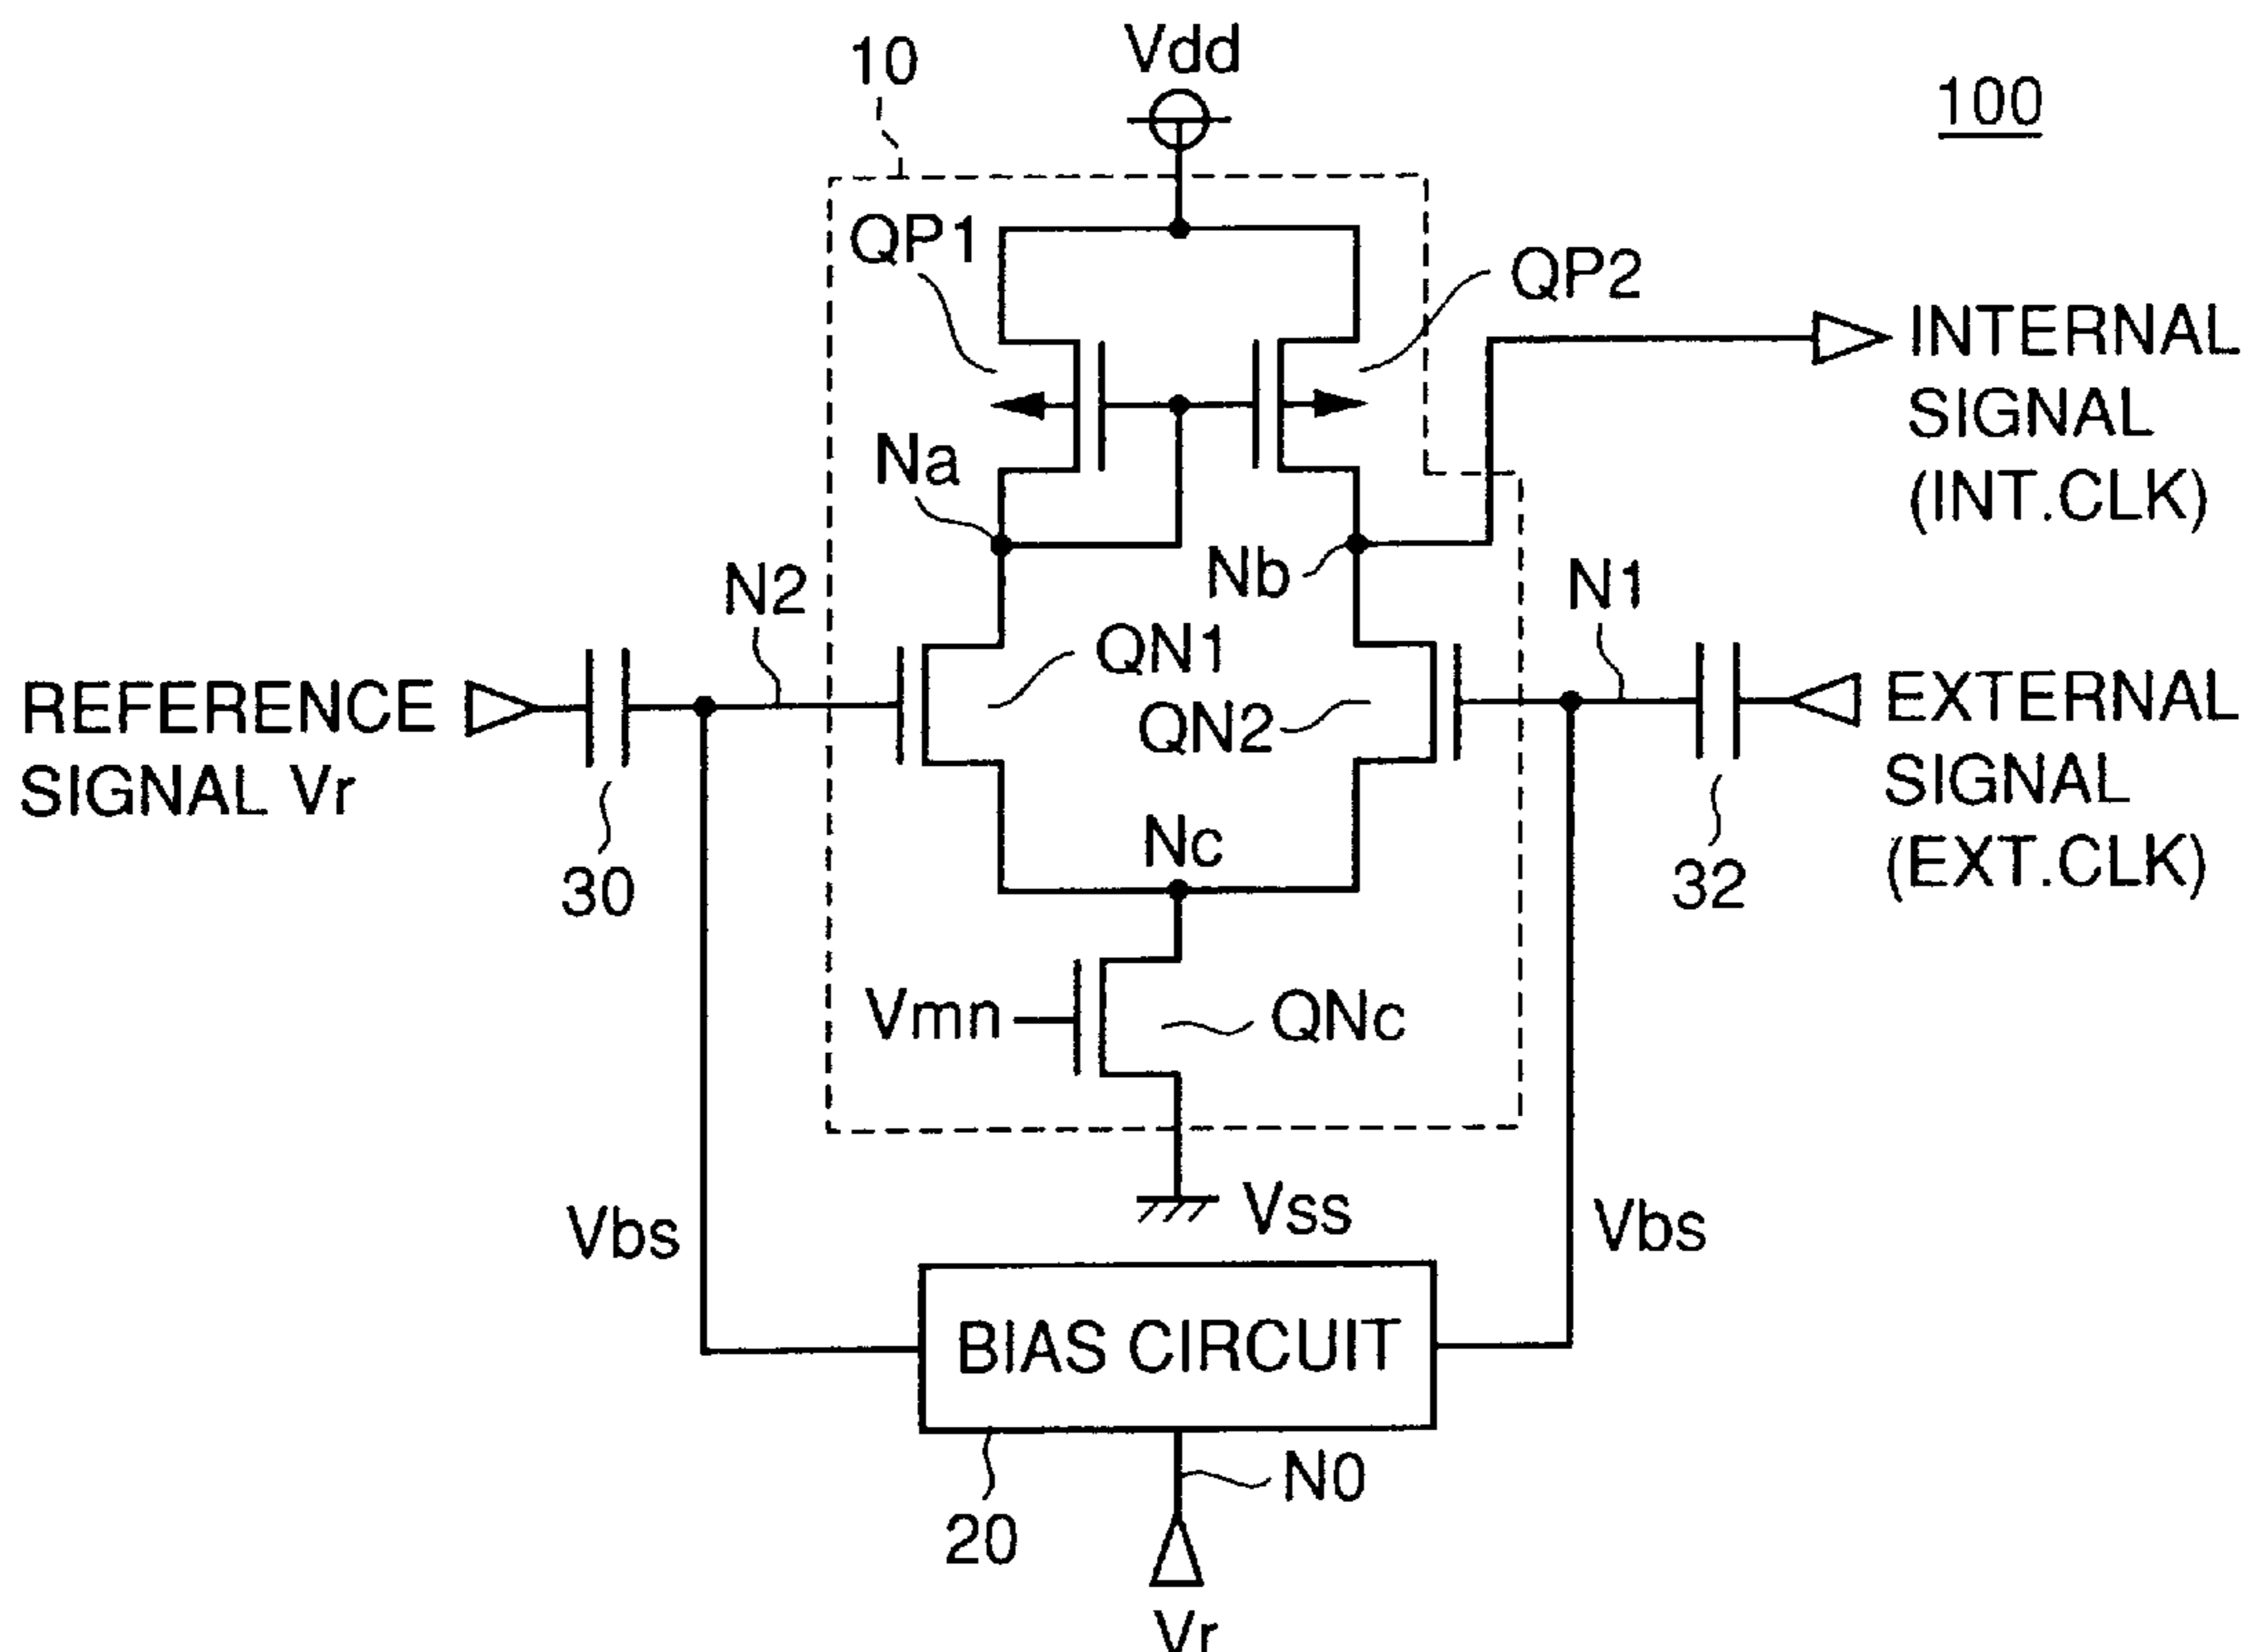 10
Vdd
100
QP1
QP2
INTERNAL
SIGNAL
(INT.CLK)
Na
Nb
N2
N1
QN1
QN2
REFERENCE
SIGNAL Vr
EXTERNAL
SIGNAL
(EXT.CLK)
30
Nc
32
Vmn
QNc
Vss
Vbs
Vbs
BIAS CIRCUIT
N0
20
Vr